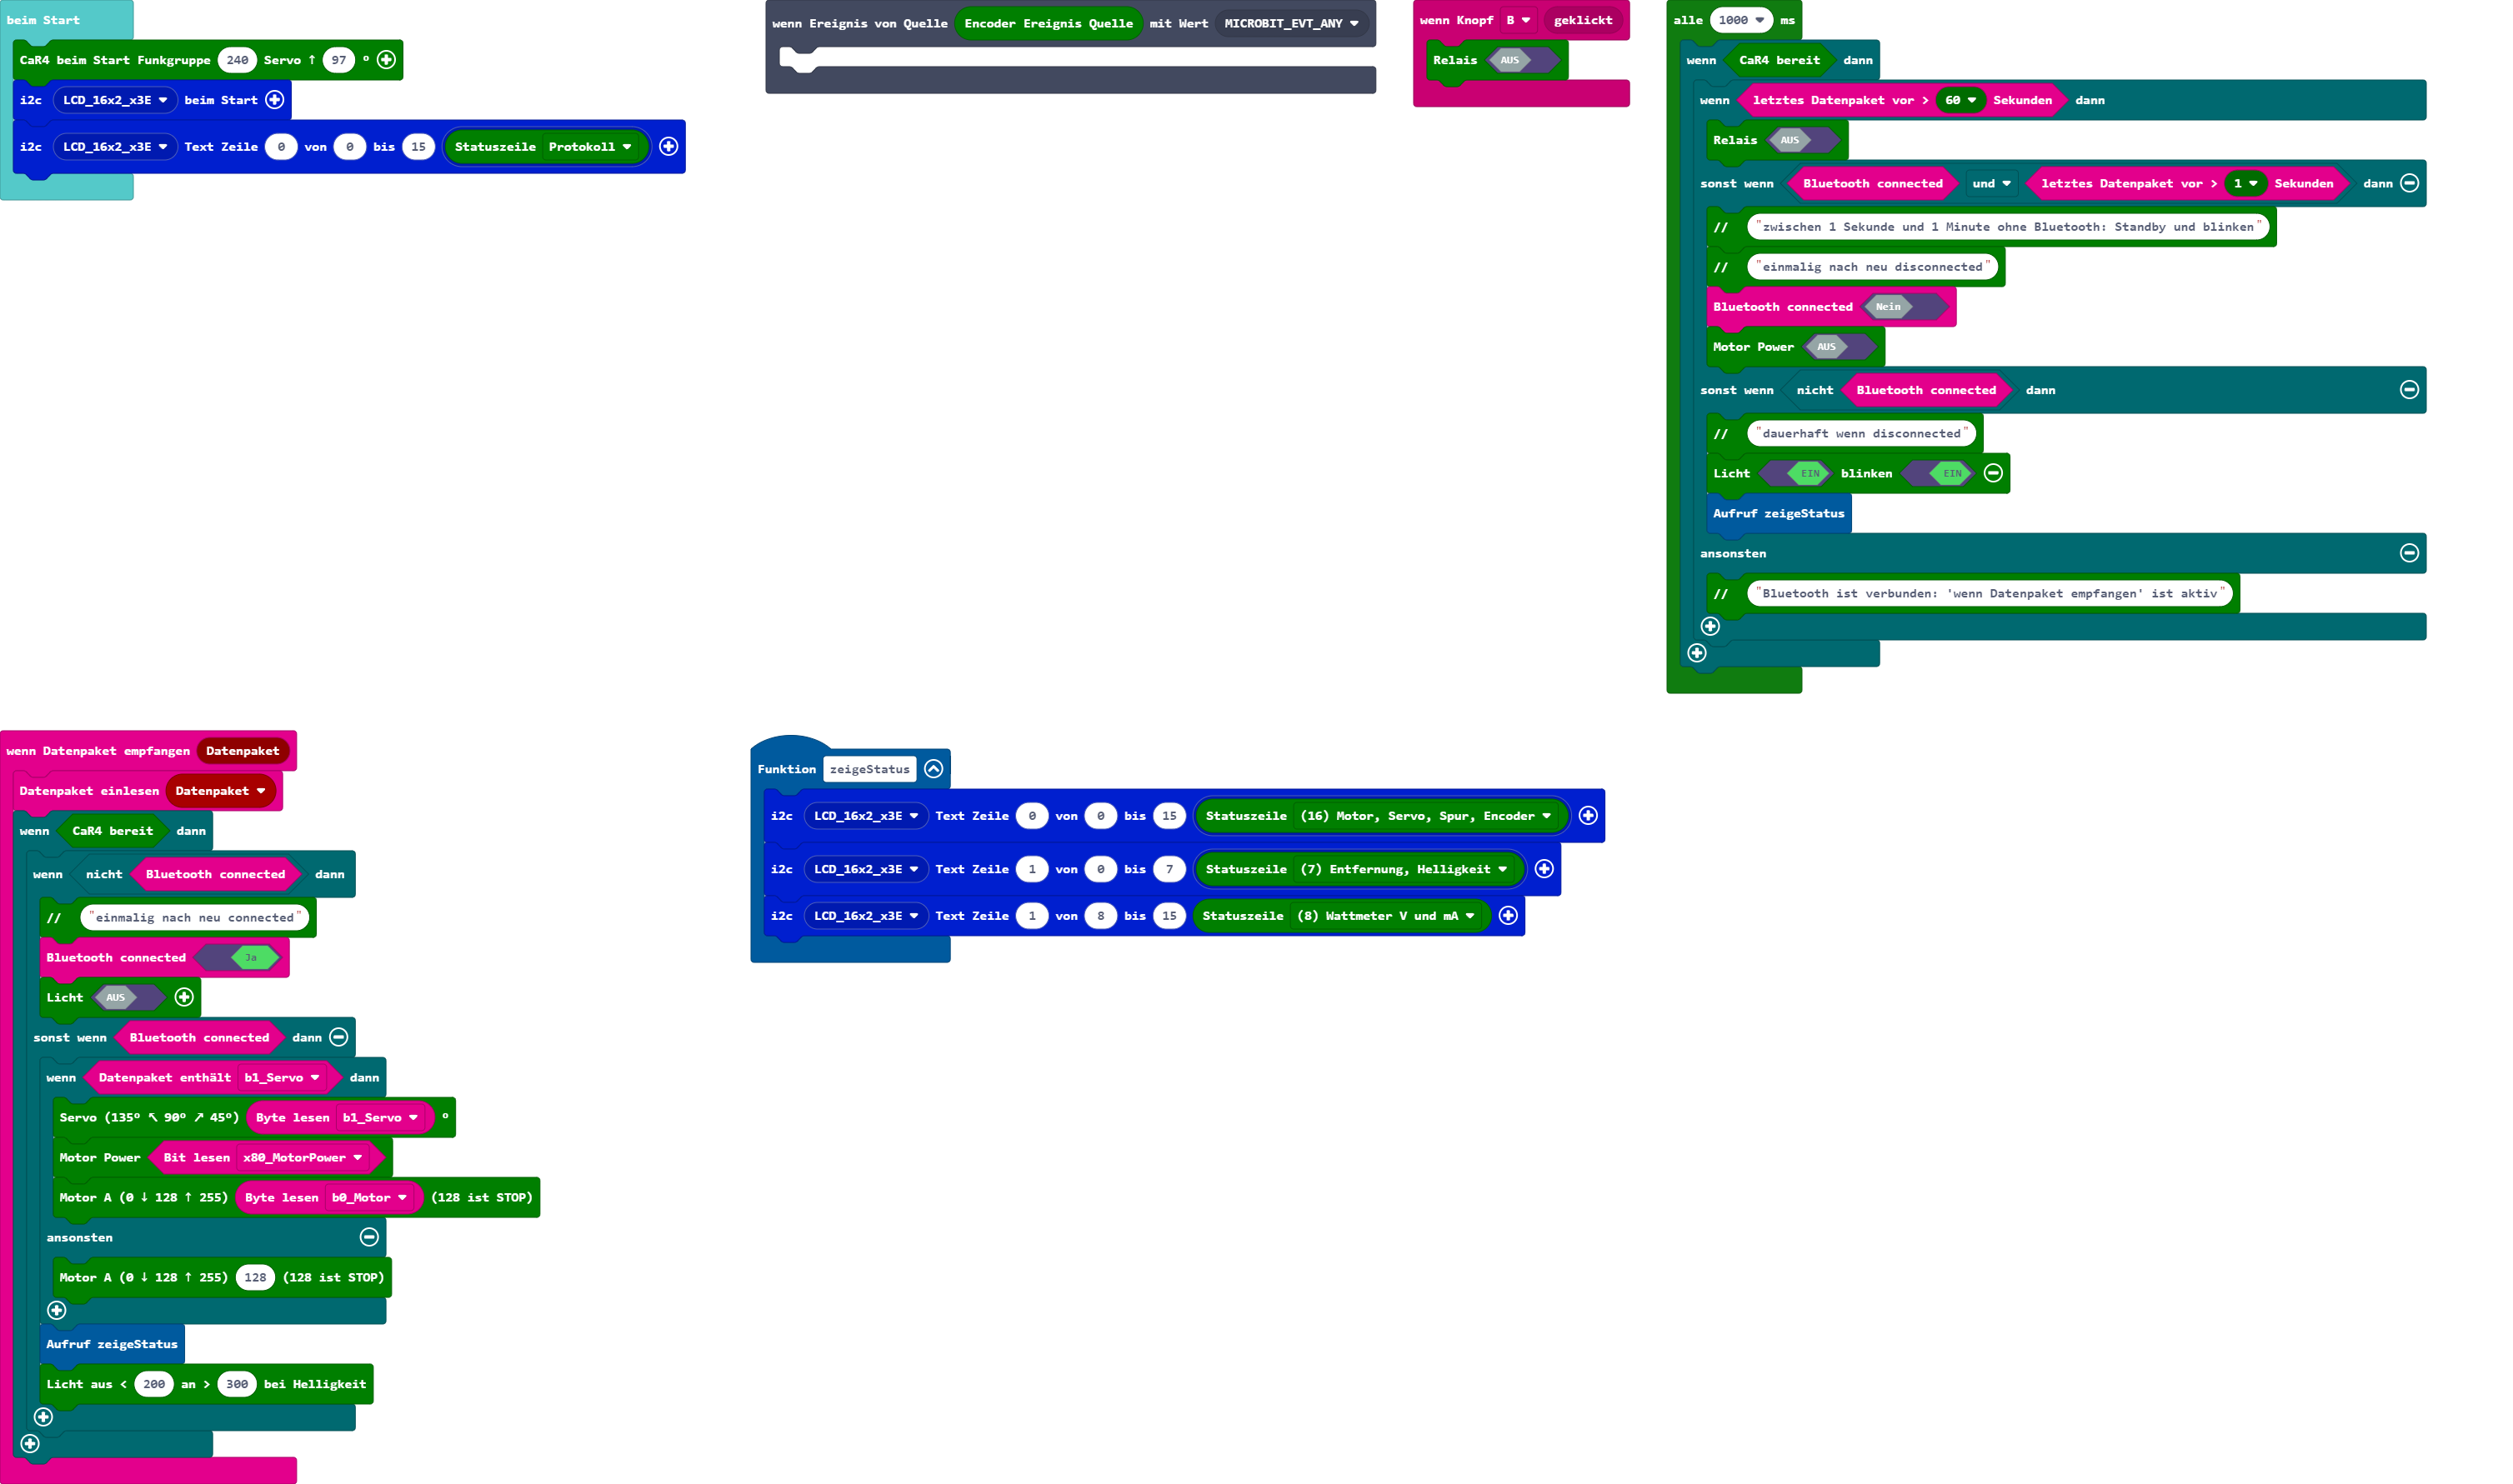 beim Start
CaR4 beim Start Funkgruppe 240 Servo ↑ 97 °
i2c LCD_16x2_x3E beim Start
i2c LCD_16x2_x3E Text Zeile 0 von 0 bis 15 Statuszeile Protokoll
wenn Ereignis von Quelle Encoder Ereignis Quelle mit Wert MICROBIT_EVT_ANY
wenn Knopf B geklickt
Relais AUS
alle 1000 ms
wenn CaR4 bereit dann
wenn letztes Datenpaket vor > 60 Sekunden dann
Relais AUS
sonst wenn Bluetooth connected und letztes Datenpaket vor > 1 Sekunden dann
// "zwischen 1 Sekunde und 1 Minute ohne Bluetooth: Standby und blinken"
// "einmalig nach neu disconnected"
Bluetooth connected Nein
Motor Power AUS
sonst wenn nicht Bluetooth connected dann
// "dauerhaft wenn disconnected"
Licht EIN blinken EIN
Aufruf zeigeStatus
ansonsten
// "Bluetooth ist verbunden: 'wenn Datenpaket empfangen' ist aktiv"
wenn Datenpaket empfangen Datenpaket
Datenpaket einlesen Datenpaket
wenn CaR4 bereit dann
wenn nicht Bluetooth connected dann
// "einmalig nach neu connected"
Bluetooth connected Ja
Licht AUS
sonst wenn Bluetooth connected dann
wenn Datenpaket enthält b1_Servo dann
Servo (135° ↖ 90° ↗ 45°) Byte lesen b1_Servo °
Motor Power Bit lesen x80_MotorPower
Motor A (0 ↓ 128 ↑ 255) Byte lesen b0_Motor (128 ist STOP)
ansonsten
Motor A (0 ↓ 128 ↑ 255) 128 (128 ist STOP)
Aufruf zeigeStatus
Licht aus < 200 an > 300 bei Helligkeit
Funktion zeigeStatus
i2c LCD_16x2_x3E Text Zeile 0 von 0 bis 15 Statuszeile (16) Motor, Servo, Spur, Encoder
i2c LCD_16x2_x3E Text Zeile 1 von 0 bis 7 Statuszeile (7) Entfernung, Helligkeit
i2c LCD_16x2_x3E Text Zeile 1 von 8 bis 15 Statuszeile (8) Wattmeter V und mA